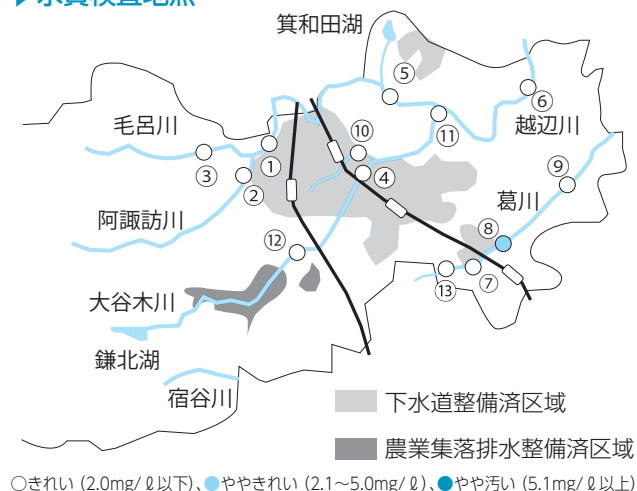 ▶水質検査地点
箕和田湖
⑤
⑥
毛呂川
越辺川
⑩
⑪
①
③
④
②
⑨
葛川
阿諏訪川
⑧
⑫
大谷木川
⑬
⑦
鎌北湖
宿谷川
下水道整備済区域
農業集落排水整備済区域
○きれい (2.0mg/ℓ以下)、●ややきれい (2.1〜5.0mg/ℓ)、●やや汚い (5.1mg/ℓ以上)